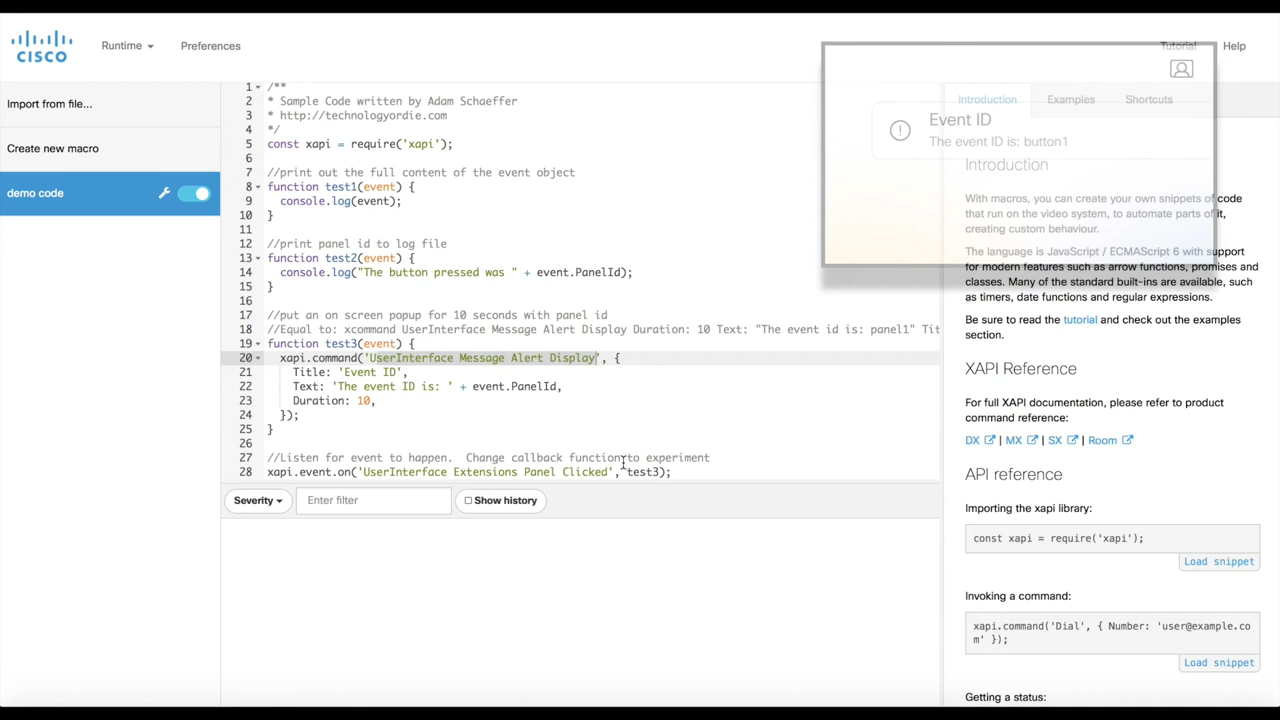 CISCO
Runtime
Preferences
Tutorial
Help
Import from file...
Create new macro
demo code
1 /**
2 * Sample Code written by Adam Schaeffer
3 * http://technologyordie.com
4 */
5 const xapi = require('xapi');
6
7 //print out the full content of the event object
8 function test1(event) {
9 console.log(event);
10 }
11
12 //print panel id to log file
13 function test2(event) {
14 console.log("The button pressed was " + event.PanelId);
15 }
16
17 //put an on screen popup for 10 seconds with panel id
18 //Equal to: xcommand UserInterface Message Alert Display Duration: 10 Text: "The event id is: panel1" Tit
19 function test3(event) {
20 xapi.command('UserInterface Message Alert Display', {
21 Title: 'Event ID',
22 Text: 'The event ID is: ' + event.PanelId,
23 Duration: 10,
24 });
25 }
26
27 //Listen for event to happen.  Change callback function to experiment
28 xapi.event.on('UserInterface Extensions Panel Clicked', test3);
Severity
Enter filter
Show history
Introduction
Examples
Shortcuts
Event ID
The event ID is: button1
Introduction
With macros, you can create your own snippets of code
that run on the video system, to automate parts of it,
creating custom behaviour.
The language is JavaScript / ECMAScript 6 with support
for modern features such as arrow functions, promises and
classes. Many of the standard built-ins are available, such
as timers, date functions and regular expressions.
Be sure to read the tutorial and check out the examples
section.
XAPI Reference
For full XAPI documentation, please refer to product
command reference:
DX | MX | SX | Room
API reference
Importing the xapi library:
const xapi = require('xapi');
Load snippet
Invoking a command:
xapi.command('Dial', { Number: 'user@example.co
m' });
Load snippet
Getting a status: